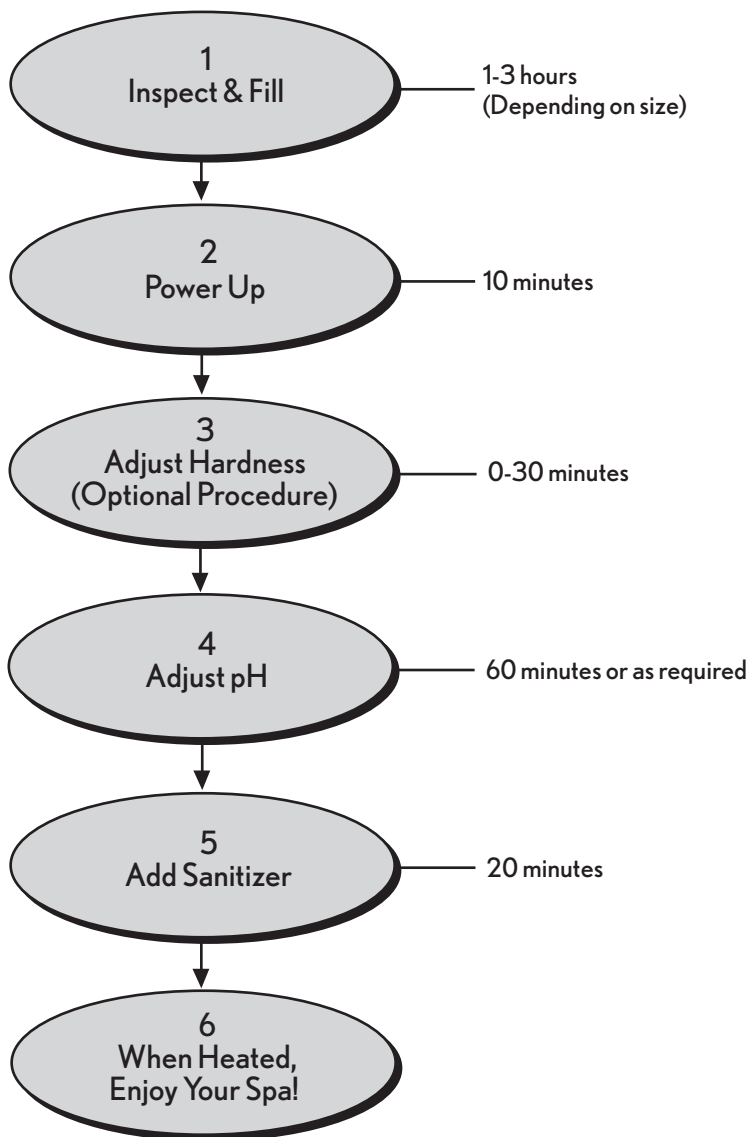 1
Inspect & Fill
1-3 hours
(Depending on size)
2
Power Up
10 minutes
3
Adjust Hardness
(Optional Procedure)
0-30 minutes
4
Adjust pH
60 minutes or as required
5
Add Sanitizer
20 minutes
6
When Heated,
Enjoy Your Spa!